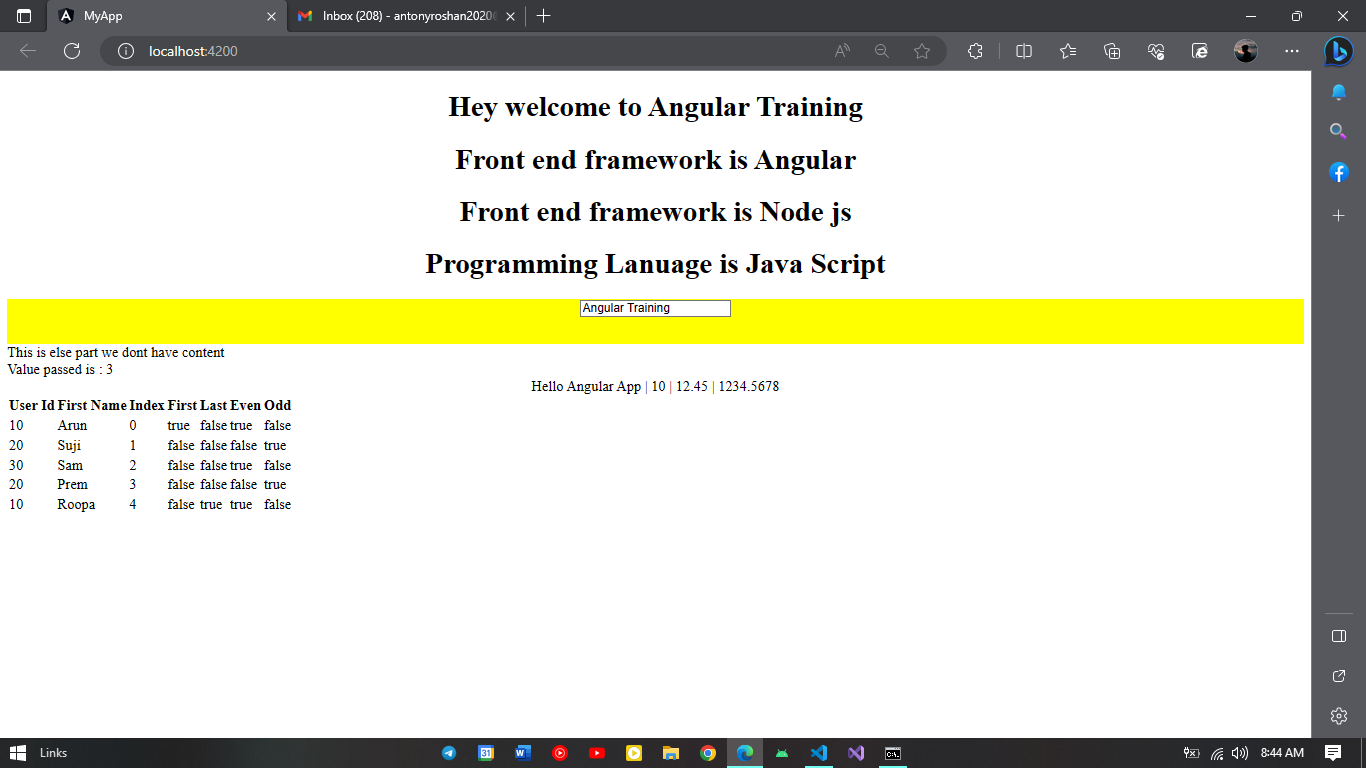 MyApp
Inbox (208) - antonyroshan2020
localhost:4200
Hey welcome to Angular Training
Front end framework is Angular
Front end framework is Node js
Programming Lanuage is Java Script
Angular Training
This is else part we dont have content
Value passed is : 3
Hello Angular App | 10 | 12.45 | 1234.5678
User Id First Name Index First Last Even Odd
10 Arun 0 true false true false
20 Suji 1 false false false true
30 Sam 2 false false true false
20 Prem 3 false false false true
10 Roopa 4 false true true false
Links
31
8:44 AM